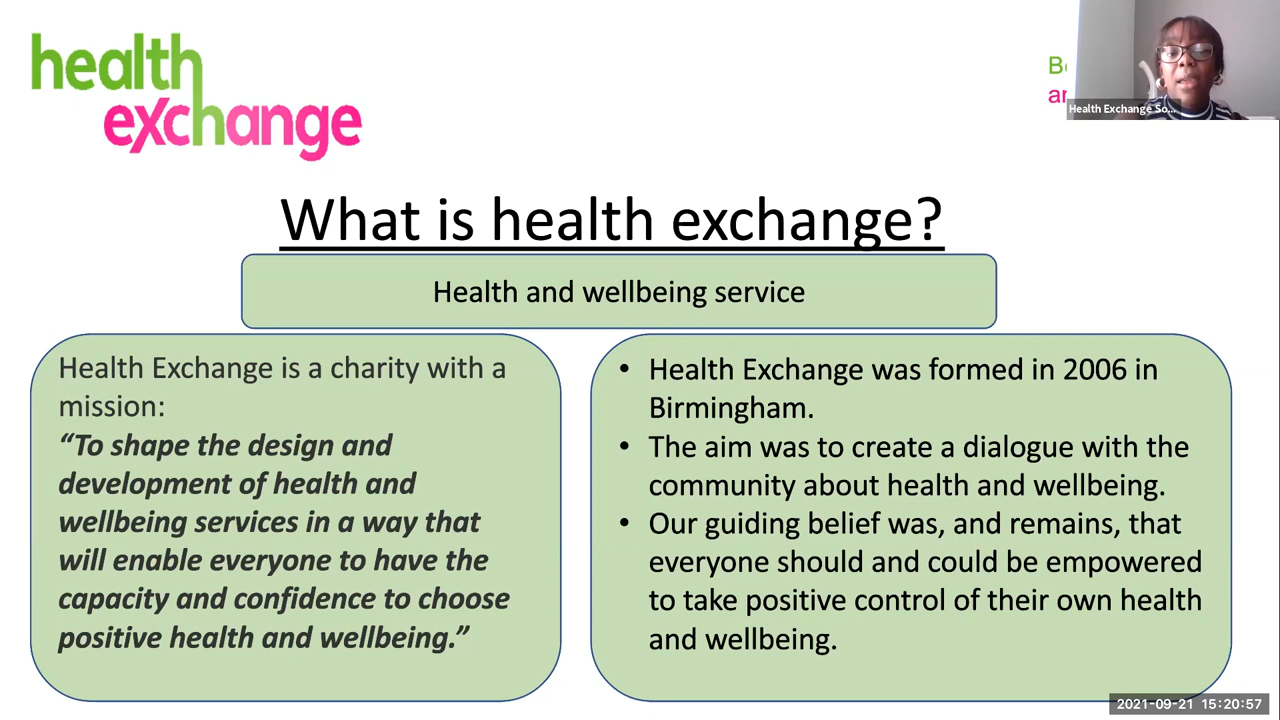 health
exchange
Health Exchange So...
What is health exchange?
Health and wellbeing service
Health Exchange is a charity with a
mission:
“To shape the design and
development of health and
wellbeing services in a way that
will enable everyone to have the
capacity and confidence to choose
positive health and wellbeing.”
• Health Exchange was formed in 2006 in
Birmingham.
• The aim was to create a dialogue with the
community about health and wellbeing.
• Our guiding belief was, and remains, that
everyone should and could be empowered
to take positive control of their own health
and wellbeing.
2021-09-21 15:20:57